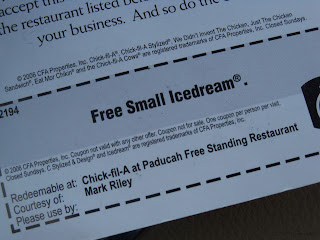 accept this
the restaurant listed bel
your business. And so do the c
© 2006 CFA Properties, Inc. Chick-fil-A®, Chick-fil-A Stylized®, We Didn't Invent The Chicken, Just The Chicken
Sandwich®, Eat Mor Chikin® and the Chick-fil-A Cows® are registered trademarks of CFA Properties, Inc. Closed Sundays.
2194
Free Small Icedream®.
© 2006 CFA Properties, Inc. Coupon not valid with any other offer. Coupon not for sale. One coupon per person per visit.
Closed Sundays. C Stylized & Design® and Icedream® are registered trademarks of CFA Properties, Inc.
Redeemable at: Chick-fil-A at Paducah Free Standing Restaurant
Courtesy of: Mark Riley
Please use by: